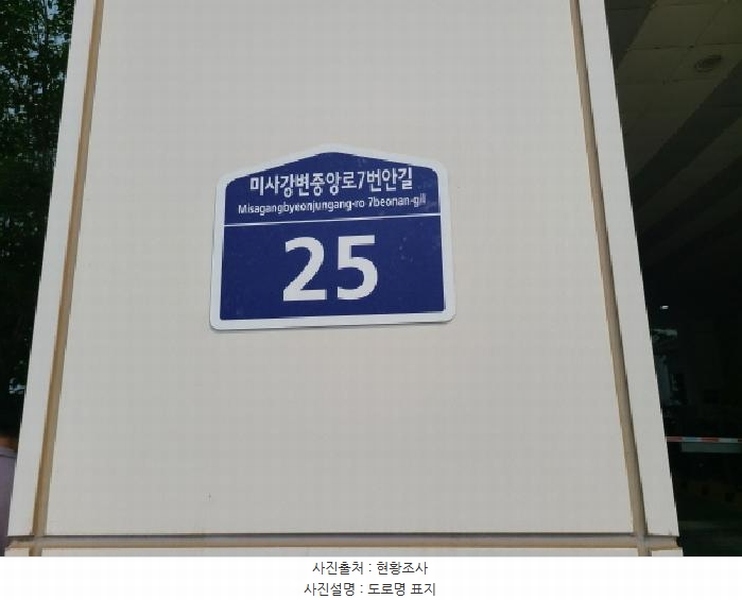 미사강변중앙로7번안길
Misagangbyeonjungang-ro 7beonan-gil
25
사진출처 : 현황조사
사진설명 : 도로명 표지